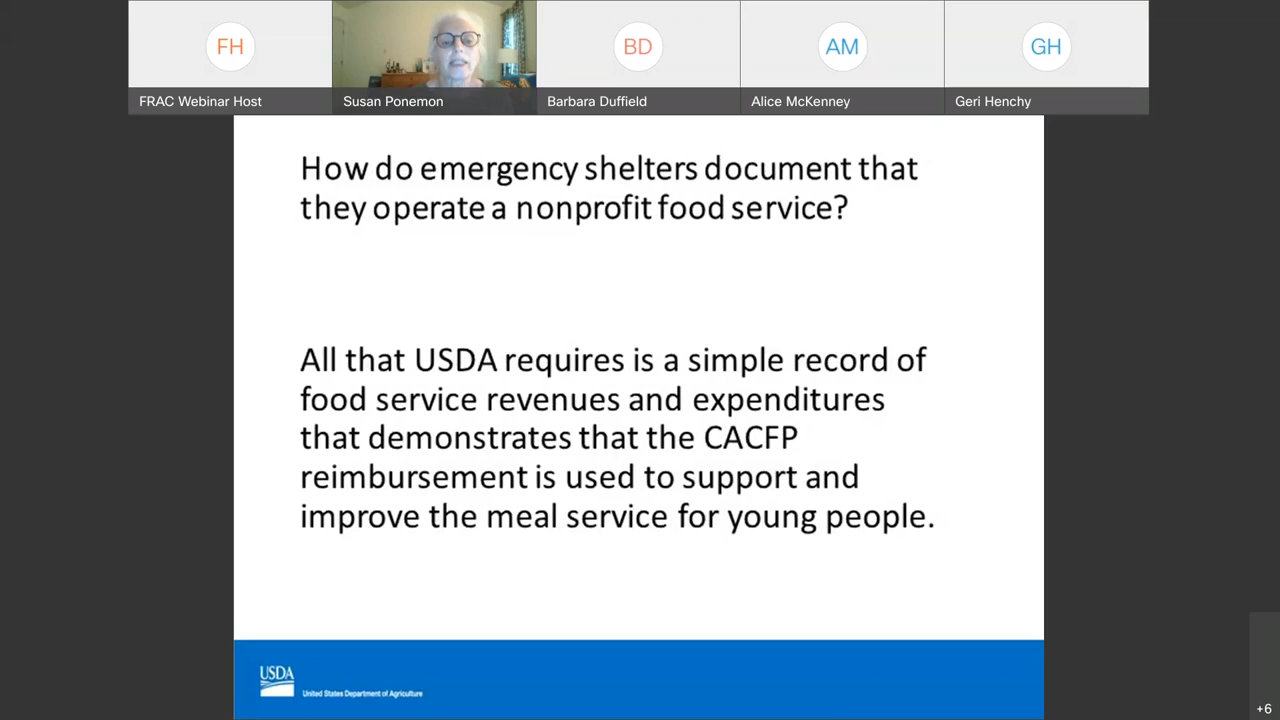 FH
BD
AM
GH
FRAC Webinar Host
Susan Ponemon
Barbara Duffield
Alice McKenney
Geri Henchy
How do emergency shelters document that
they operate a nonprofit food service?
All that USDA requires is a simple record of
food service revenues and expenditures
that demonstrates that the CACFP
reimbursement is used to support and
improve the meal service for young people.
USDA
United States Department of Agriculture
+6